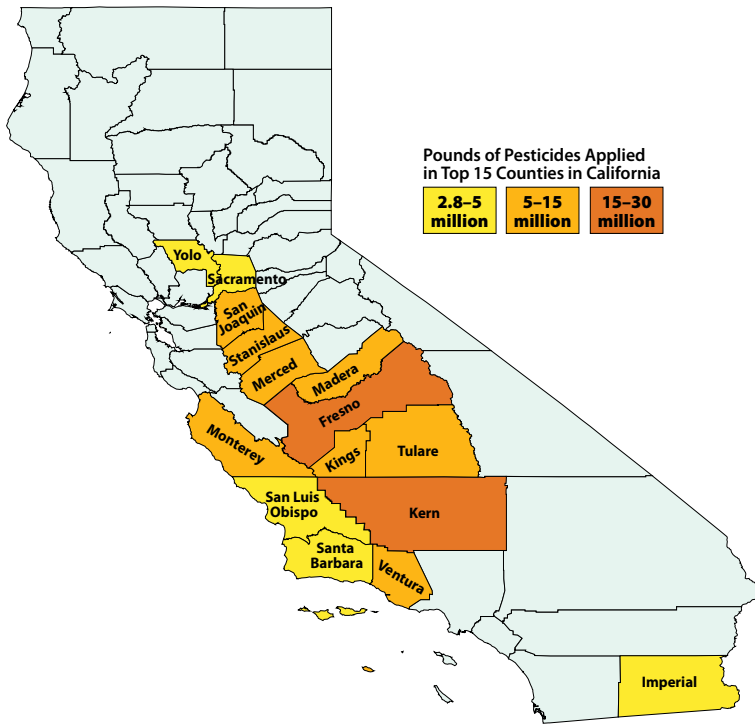 Pounds of Pesticides Applied
in Top 15 Counties in California
2.8–5
million
5–15
million
15–30
million
Yolo
Sacramento
San
Joaquin
Stanislaus
Merced
Madera
Fresno
Monterey
Kings
Tulare
San Luis
Obispo
Kern
Santa
Barbara
Ventura
Imperial